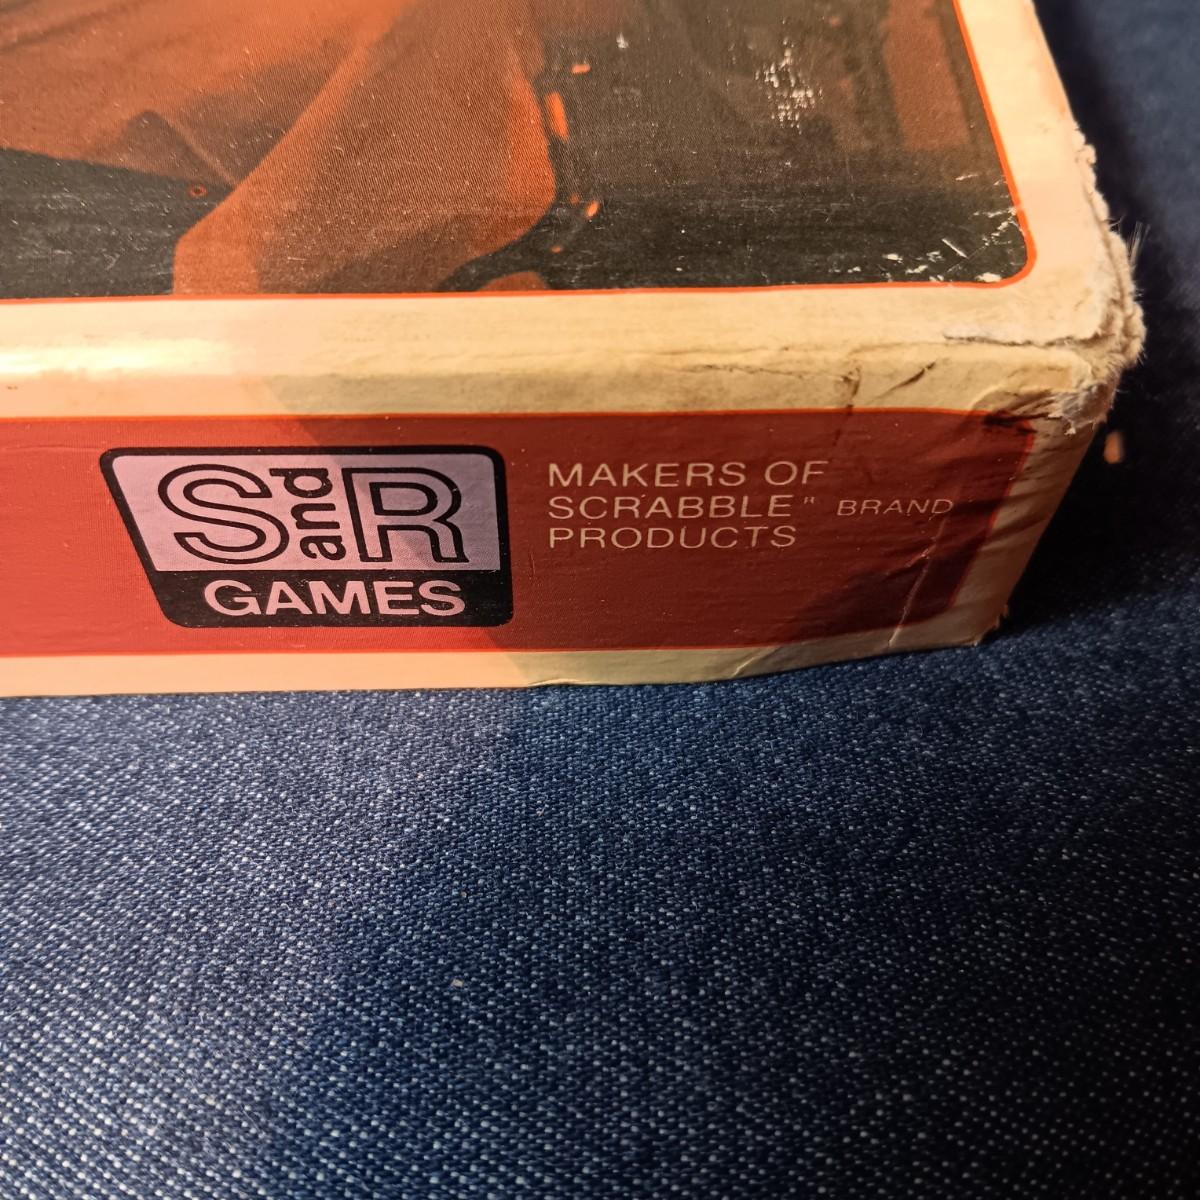 S and R
GAMES
MAKERS OF
SCRABBLE® BRAND
PRODUCTS